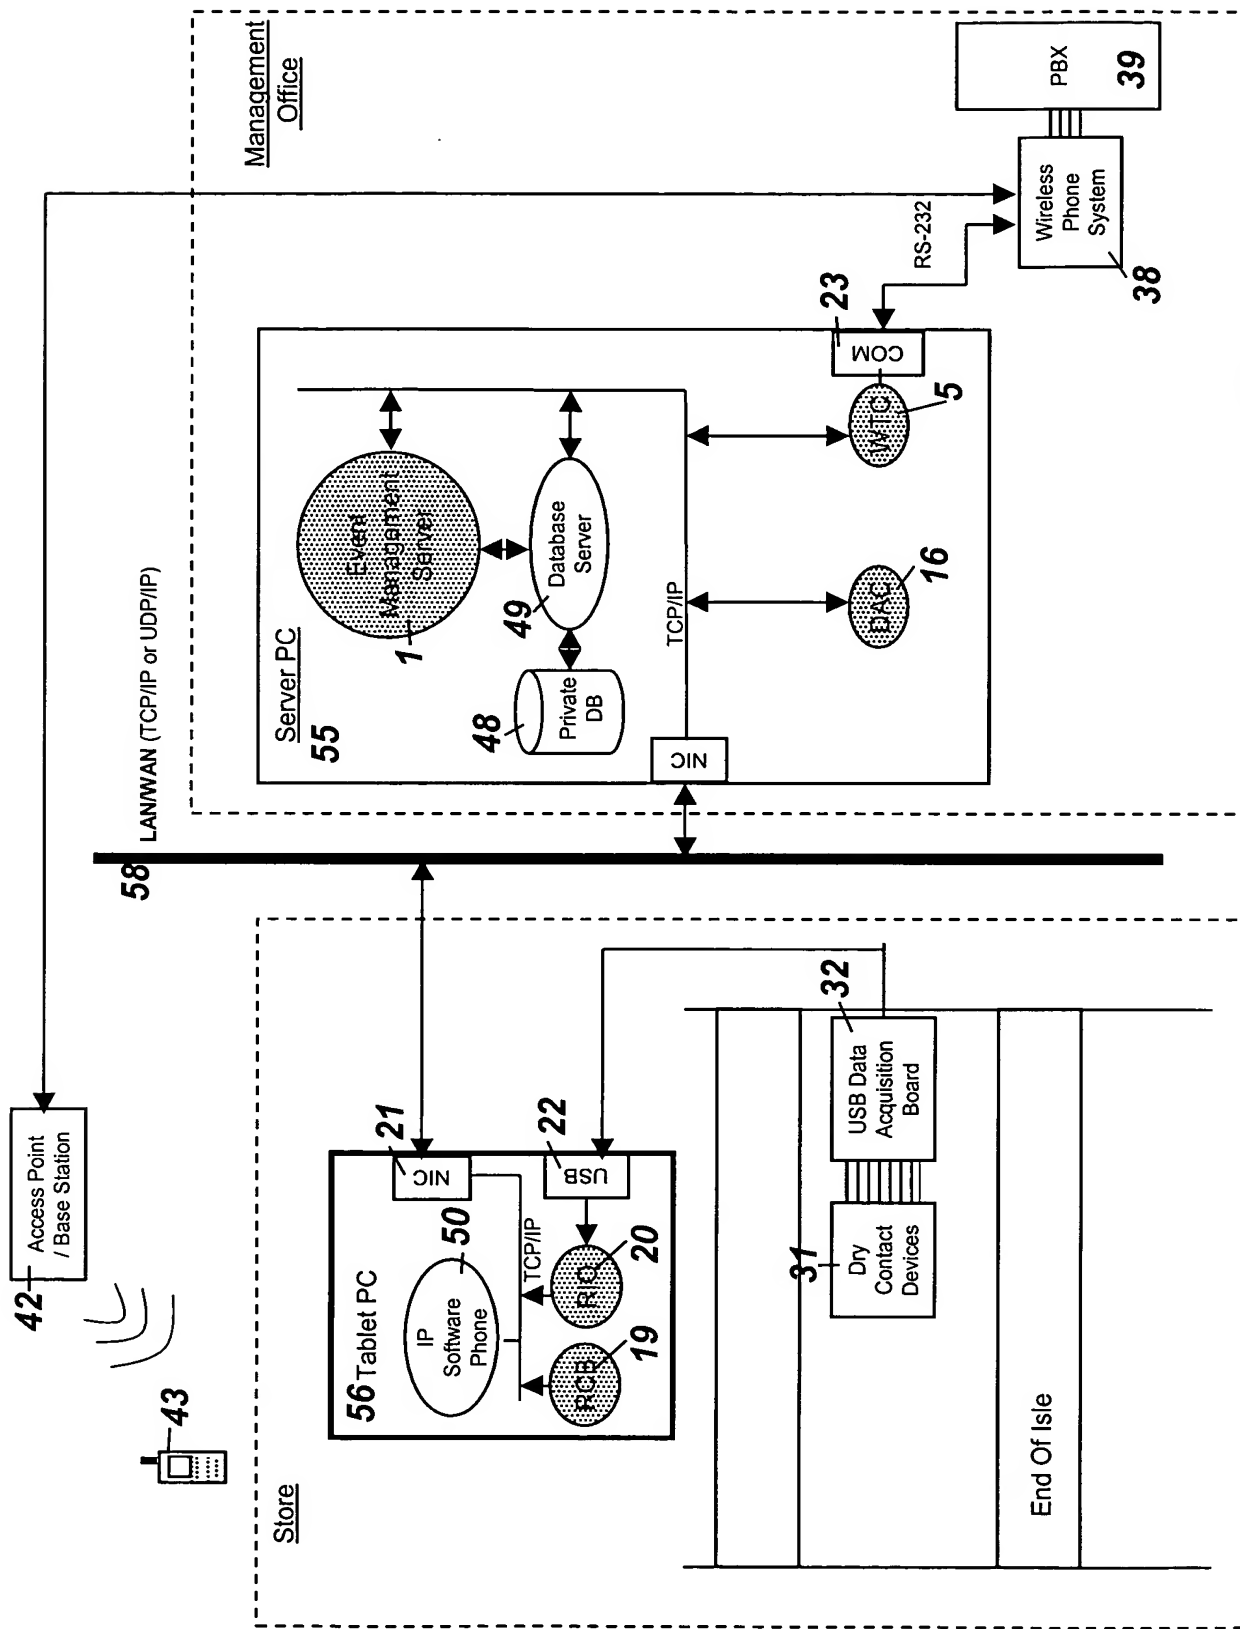 42
Access Point
/ Base Station
43
58
LAN/WAN (TCP/IP or UDP/IP)
Store
56
Tablet PC
IP
Software
Phone
50
NIC
21
TCP/IP
USB
22
RCB
19
RIO
20
31
Dry
Contact
Devices
32
USB Data
Acquisition
Board
End Of Isle
Management
Office
Server PC
55
Event
Management
Server
1
48
Private
DB
49
Database
Server
NIC
TCP/IP
DAC
16
WTC
5
COM
23
RS-232
Wireless
Phone
System
38
PBX
39